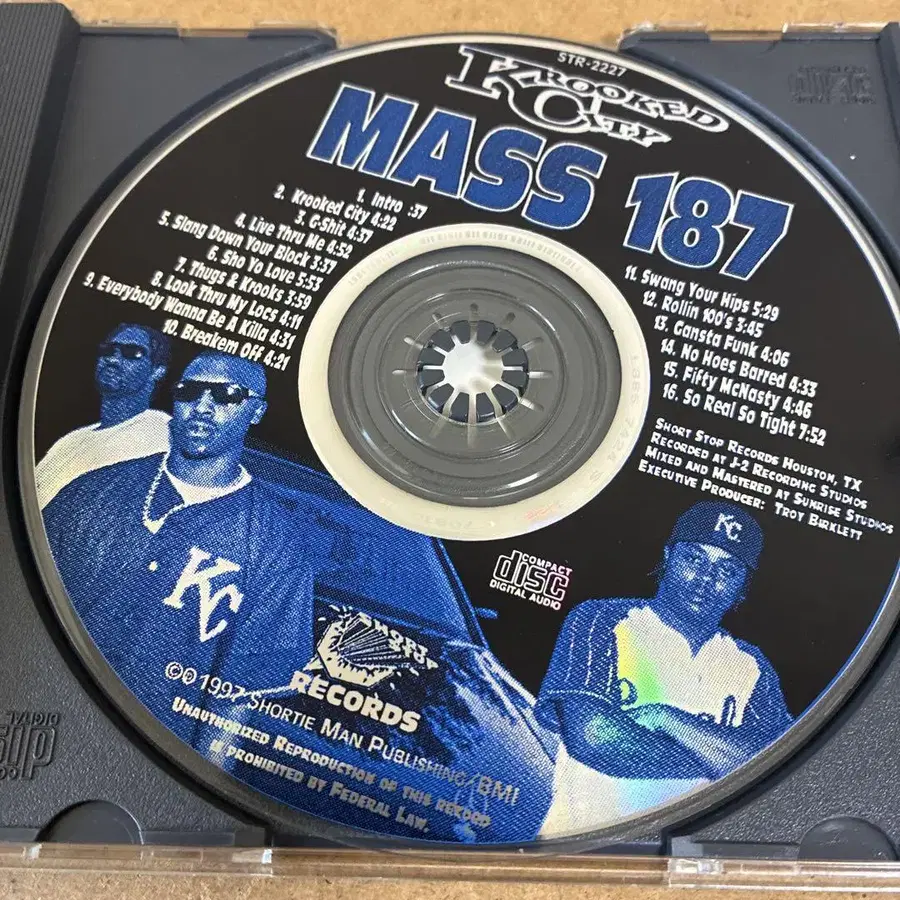 STR-2227
KROOKED
CITY
MASS 187
1. Intro :37
2. Krooked City 4:22
3. G-Shit 4:37
4. Live Thru Me 4:52
5. Slang Down Your Block 3:37
6. Sho Yo Love 5:53
7. Thugs & Krooks 3:59
8. Look Thru My Locs 4:11
9. Everybody Wanna Be A Killa 4:31
10. Breakem Off 4:21
11. Swang Your Hips 5:29
12. Rollin 100's 3:45
13. Gansta Funk 4:06
14. No Hoes Barred 4:33
15. Fifty McNasty 4:46
16. So Real So Tight 7:52
Short Stop Records Houston, TX
Recorded at J-2 Recording Studios
Mixed and Mastered at Sunrise Studios
Executive Producer: Troy Birklett
KC
KC
COMPACT
disc
DIGITAL AUDIO
SHORT STOP
RECORDS
©℗ 1997 Shortie Man Publishing/BMI
Unauthorized Reproduction of this record
is prohibited by Federal Law.